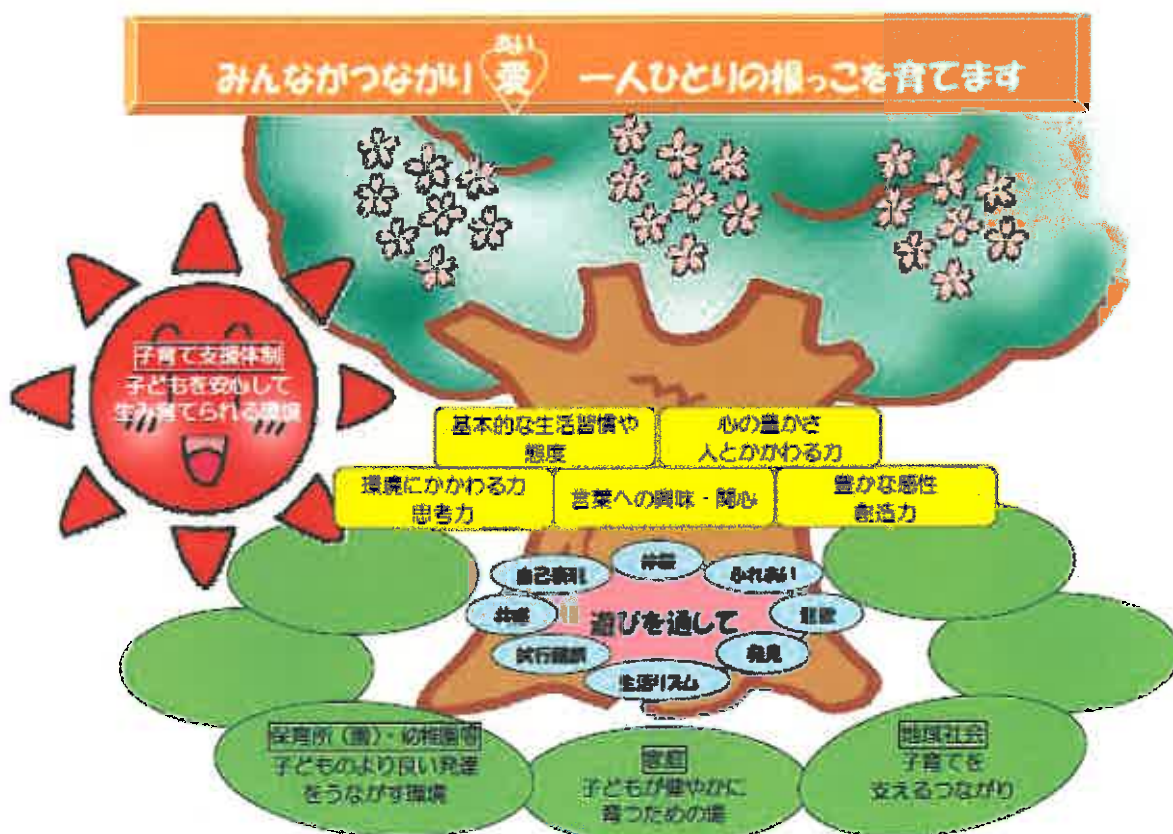 あい
みんながつながり 愛 一人ひとりの根っこを育てます
子育て支援体制
子どもを安心して
生み育てられる環境
基本的な生活習慣や
態度
心の豊かさ
人とかかわる力
環境にかかわる力
思考力
言葉への興味・関心
豊かな感性
創造力
自己表現
ふれあい
共感
遊びを通して
試行錯誤
発見
生活リズム
保育所（園）・幼稚園等
子どものより良い発達
をうながす環境
家庭
子どもが健やかに
育つための場
地域社会
子育てを
支えるつながり